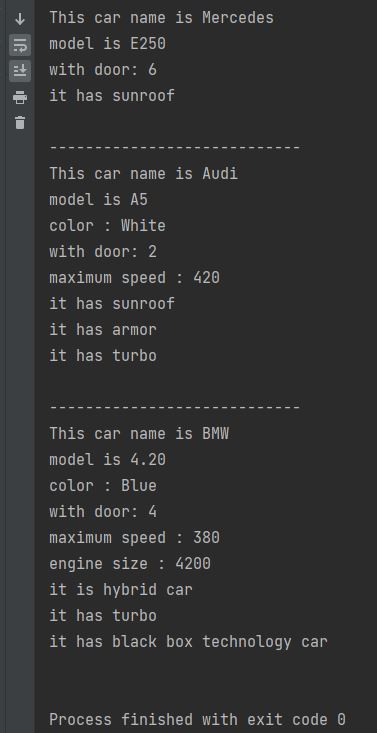 This car name is Mercedes
model is E250
with door: 6
it has sunroof
----------------------------
This car name is Audi
model is A5
color : White
with door: 2
maximum speed : 420
it has sunroof
it has armor
it has turbo
----------------------------
This car name is BMW
model is 4.20
color : Blue
with door: 4
maximum speed : 380
engine size : 4200
it is hybrid car
it has turbo
it has black box technology car
Process finished with exit code 0